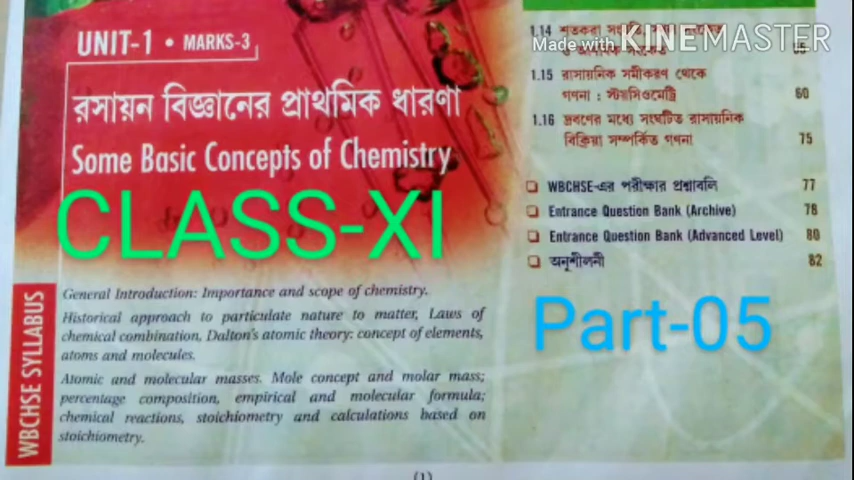 UNIT-1 • MARKS-3
রসায়ন বিজ্ঞানের প্রাথমিক ধারণা
Some Basic Concepts of Chemistry
CLASS-XI
WBCHSE SYLLABUS
General Introduction: Importance and scope of chemistry.
Historical approach to particulate nature to matter, Laws of
chemical combination, Dalton's atomic theory: concept of elements,
atoms and molecules.
Atomic and molecular masses. Mole concept and molar mass;
percentage composition, empirical and molecular formula;
chemical reactions, stoichiometry and calculations based on
stoichiometry.
Made with KINEMASTER
1.14 শতকরা
1.15 রাসায়নিক সমীকরণ থেকে
গণনা : স্টয়সিওমেট্রি 60
1.16 দ্রবণের মধ্যে সংঘটিত রাসায়নিক
বিক্রিয়া সম্পর্কিত গণনা 75
❑ WBCHSE-এর পরীক্ষার প্রশ্নাবলি 77
❑ Entrance Question Bank (Archive) 78
❑ Entrance Question Bank (Advanced Level) 80
❑ অনুশীলনী 82
Part-05
(1)